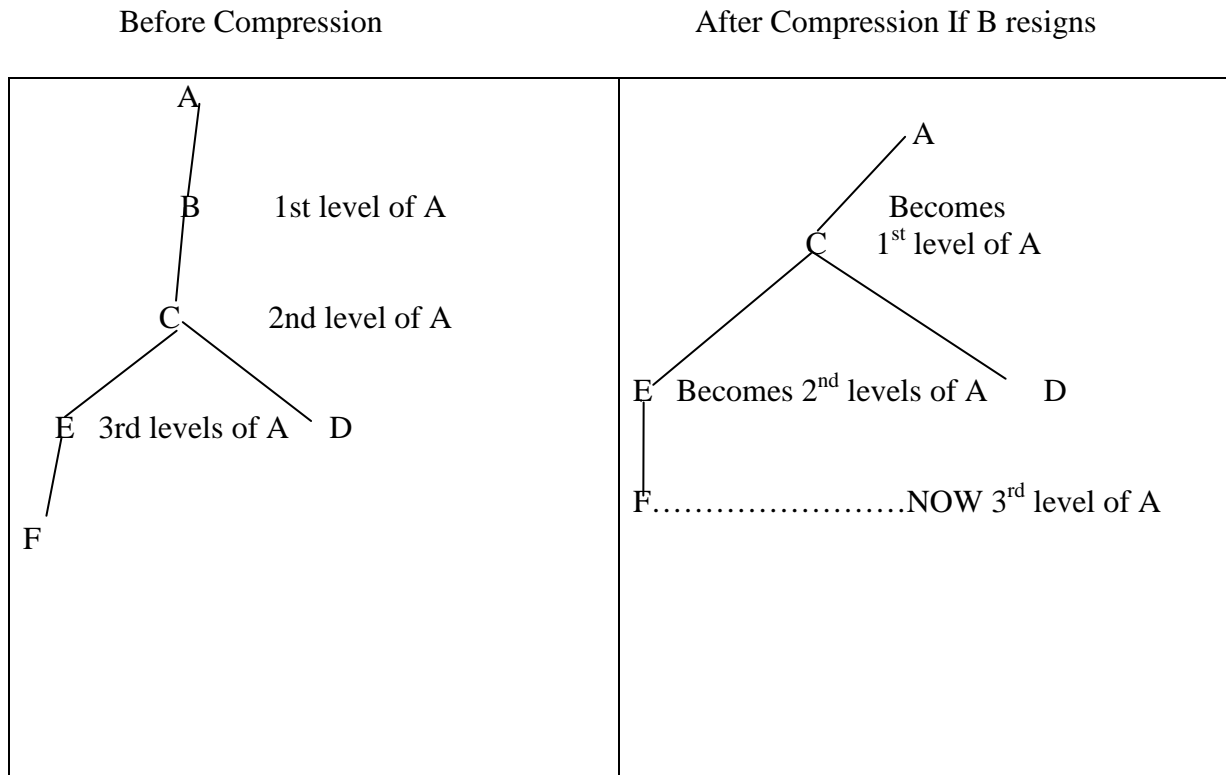 Before Compression
After Compression If B resigns
A
B 1st level of A
C 2nd level of A
E 3rd levels of A D
F
A
Becomes
C 1st level of A
E Becomes 2nd levels of A D
F……………………NOW 3rd level of A